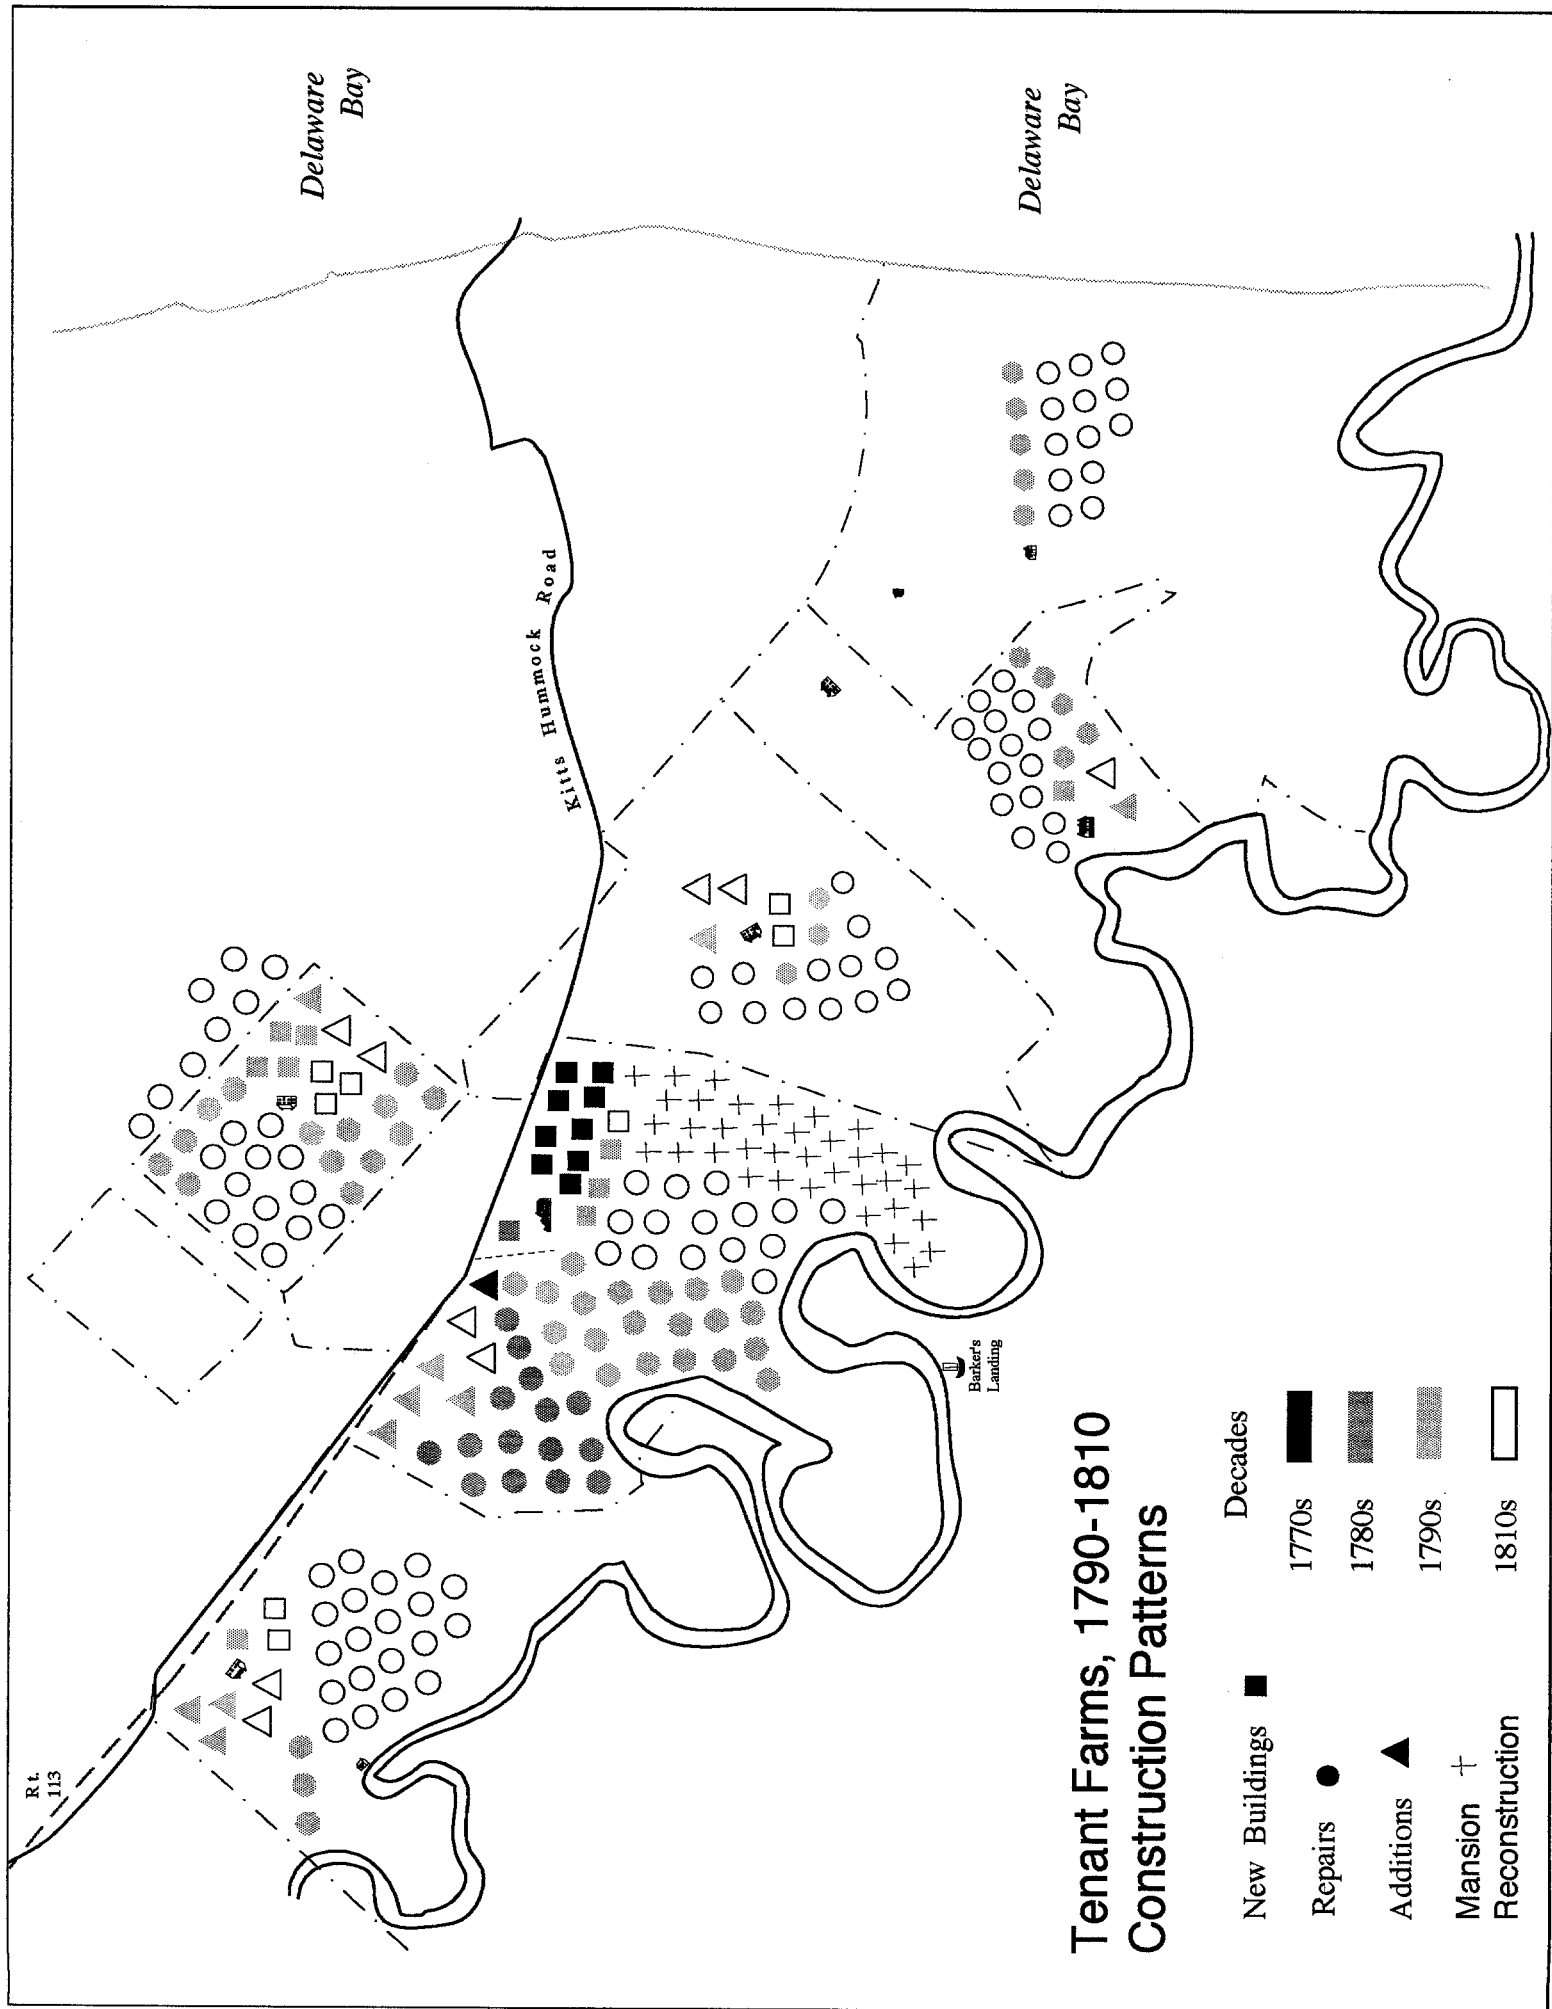 Rt.
113
Kitts Hummock Road
Delaware
Bay
Delaware
Bay
Barker's
Landing
Tenant Farms, 1790-1810
Construction Patterns
New Buildings
Repairs
Additions
Mansion
Reconstruction
Decades
1770s
1780s
1790s
1810s